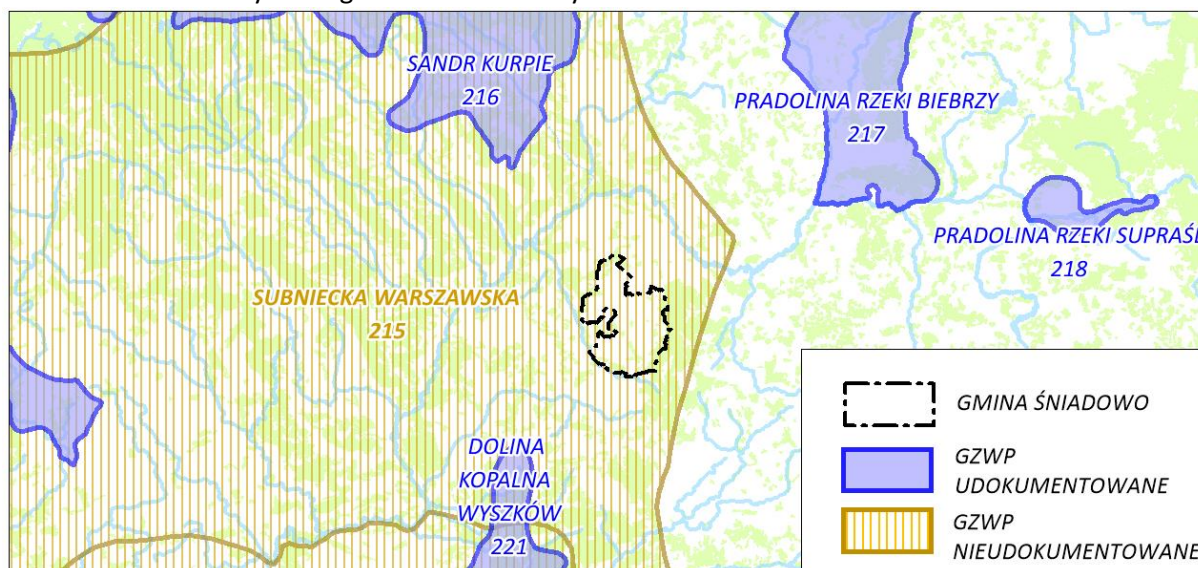 SANDR KURPIE
216
PRADOLINA RZEKI BIEBRZY
217
PRADOLINA RZEKI SUPRAŚL
218
SUBNIECKA WARSZAWSKA
215
DOLINA
KOPALNA
WYSZKÓW
221
GMINA ŚNIADOWO
GZWP
UDOKUMENTOWANE
GZWP
NIEUDOKUMENTOWANE